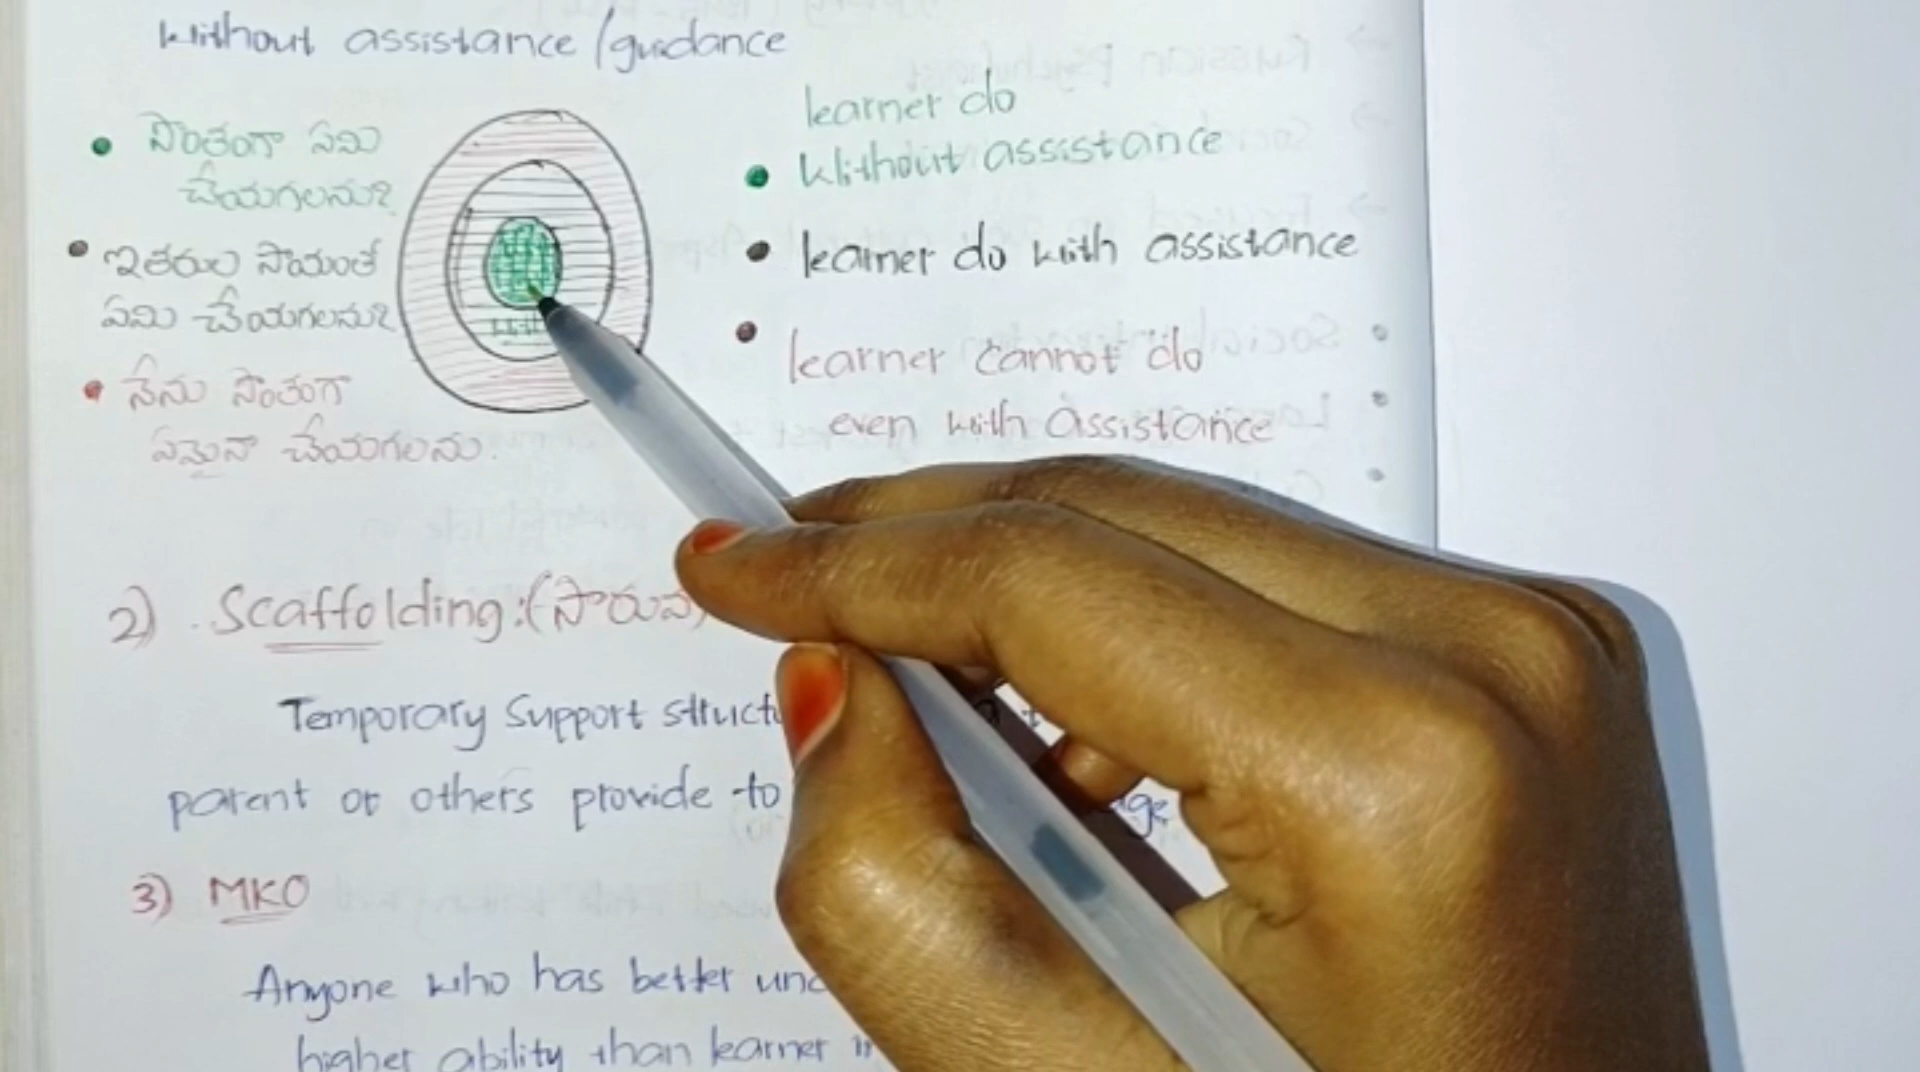 without assistance /guidance
learner do
• సొంతంగా ఏమి
• without assistance
చేయగలను?
• ఇతరుల సాయంతో
• learner do with assistance
ఏమి చేయగలను?
• learner cannot do
• నేను సొంతంగా
even with assistance
ఏమైనా చేయగలను.
2) Scaffolding:(సారువ)
Temporary support
parent or others provide to
3) MKO
Anyone who has better
higher ability than learner